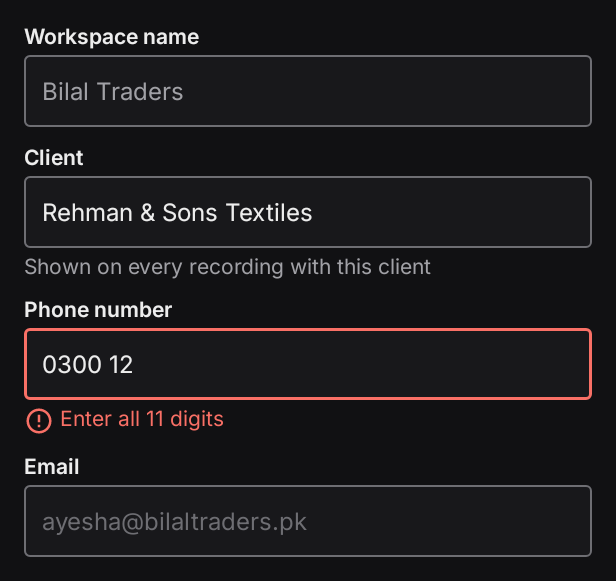 Workspace name
Bilal Traders
Client
Rehman & Sons Textiles
Shown on every recording with this client
Phone number
0300 12
Enter all 11 digits
Email
ayesha@bilaltraders.pk